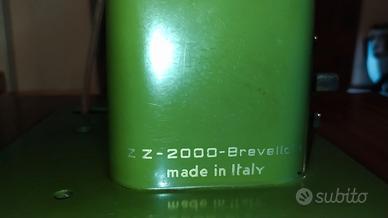 Z Z-2000-Brevetto
made in Italy
subito